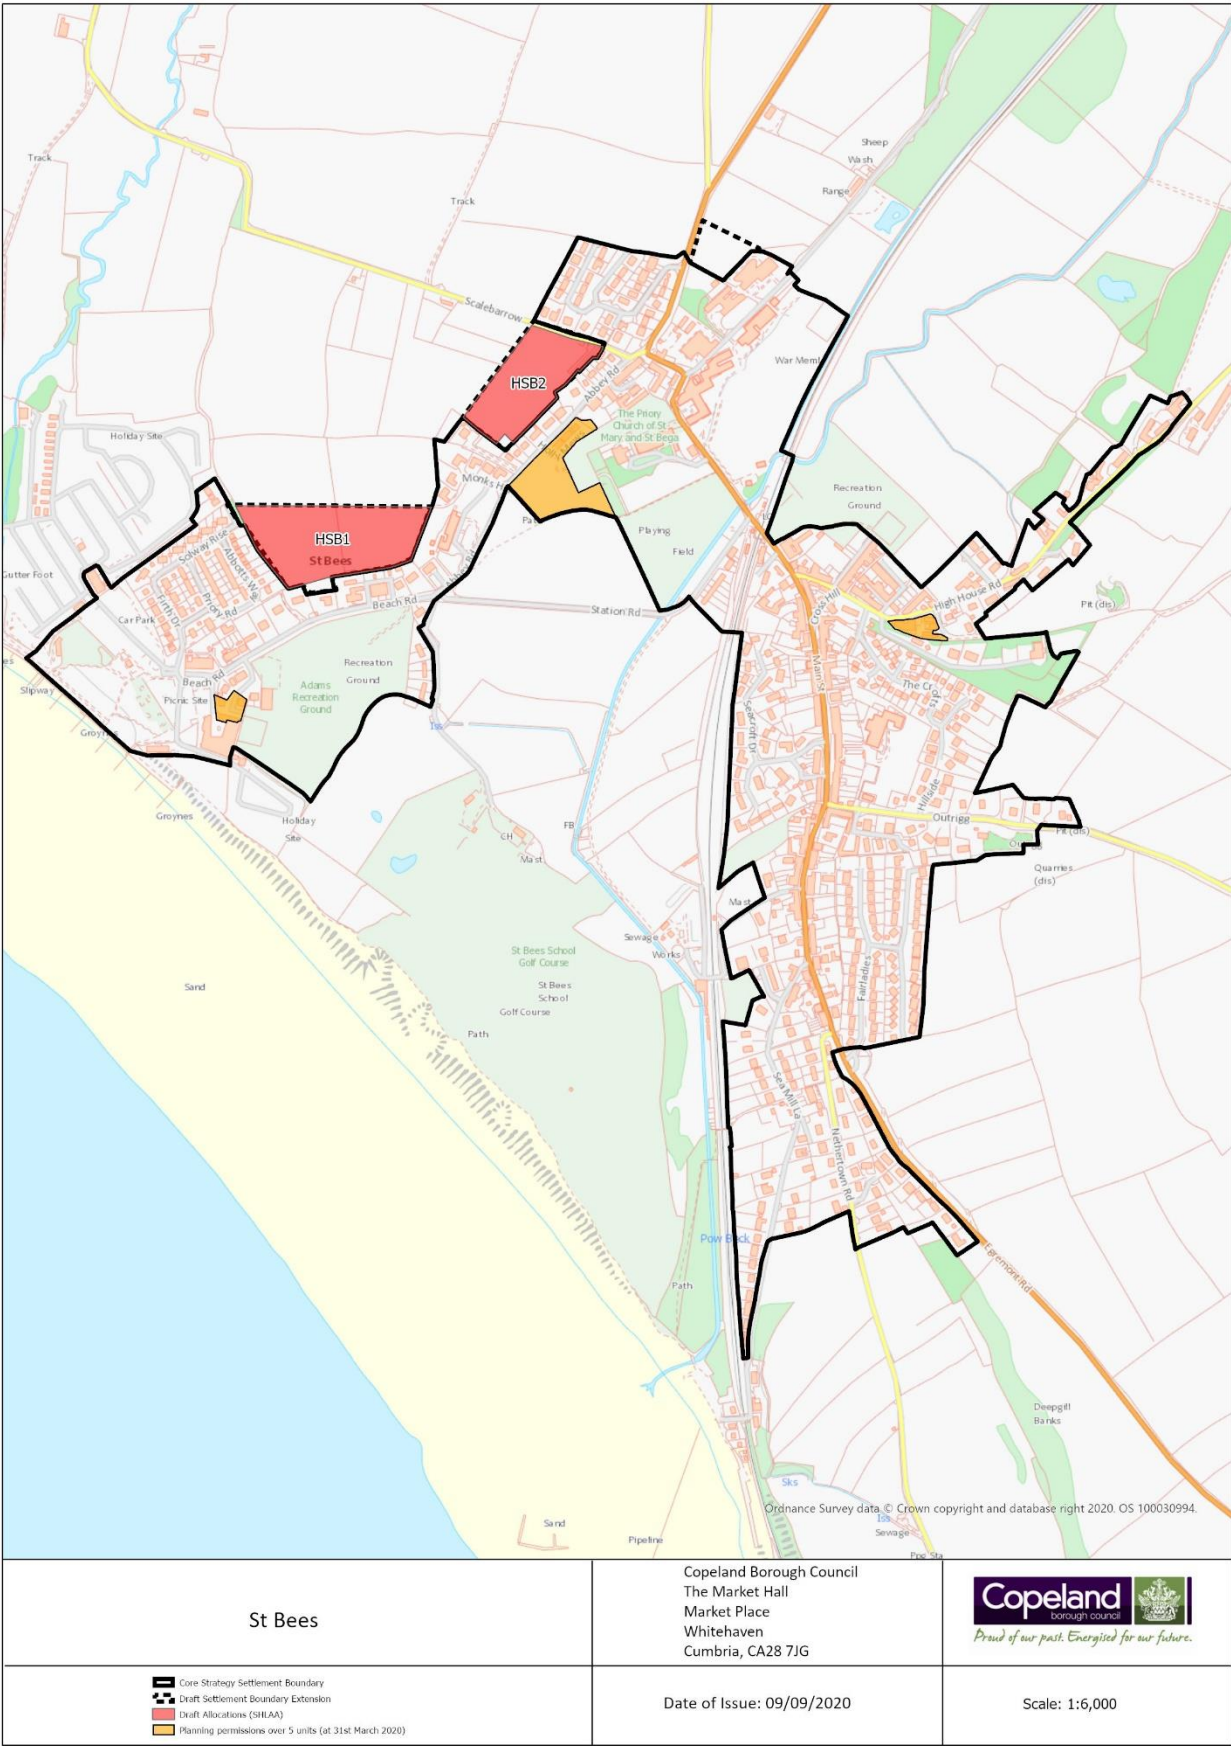 Track
Sheep
Wash
Range
Track
Scalebarrow
HSB2
Abbey Rd
War Meml
The Priory
Church of St
Mary and St Bega
Holiday Site
Monks H
Recreation
Ground
HSB1
St Bees
Playing
Field
Solway Rise
Abbotts Wy
Priory Rd
Firth Dr
Gutter Foot
Car Park
Beach Rd
Station Rd
Cross Hill
High House Rd
Pit (dis)
Recreation
Ground
Main St
Beach Rd
Picnic Site
Adams
Recreation
Ground
The Crofts
Slipway
Groynes
Iss
Seacroft Dr
Hillside
Groynes
Holiday
Site
FB
CH
Mast
Outrigg
Pit (dis)
Quarries
(dis)
Mast
Sewage
Works
St Bees School
Golf Course
St Bees
School
Golf Course
Sand
Fairladies
Path
Sea Mill La
Nethertown Rd
Pow Beck
Egremont Rd
Path
Deepgill
Banks
Sks
Ordnance Survey data © Crown copyright and database right 2020. OS 100030994.
Iss
Sewage
Sand
Pipeline
Ppg Sta
St Bees
Copeland Borough Council
The Market Hall
Market Place
Whitehaven
Cumbria, CA28 7JG
Copeland
borough council
Proud of our past. Energised for our future.
Core Strategy Settlement Boundary
Draft Settlement Boundary Extension
Draft Allocations (SHLAA)
Planning permissions over 5 units (at 31st March 2020)
Date of Issue: 09/09/2020
Scale: 1:6,000